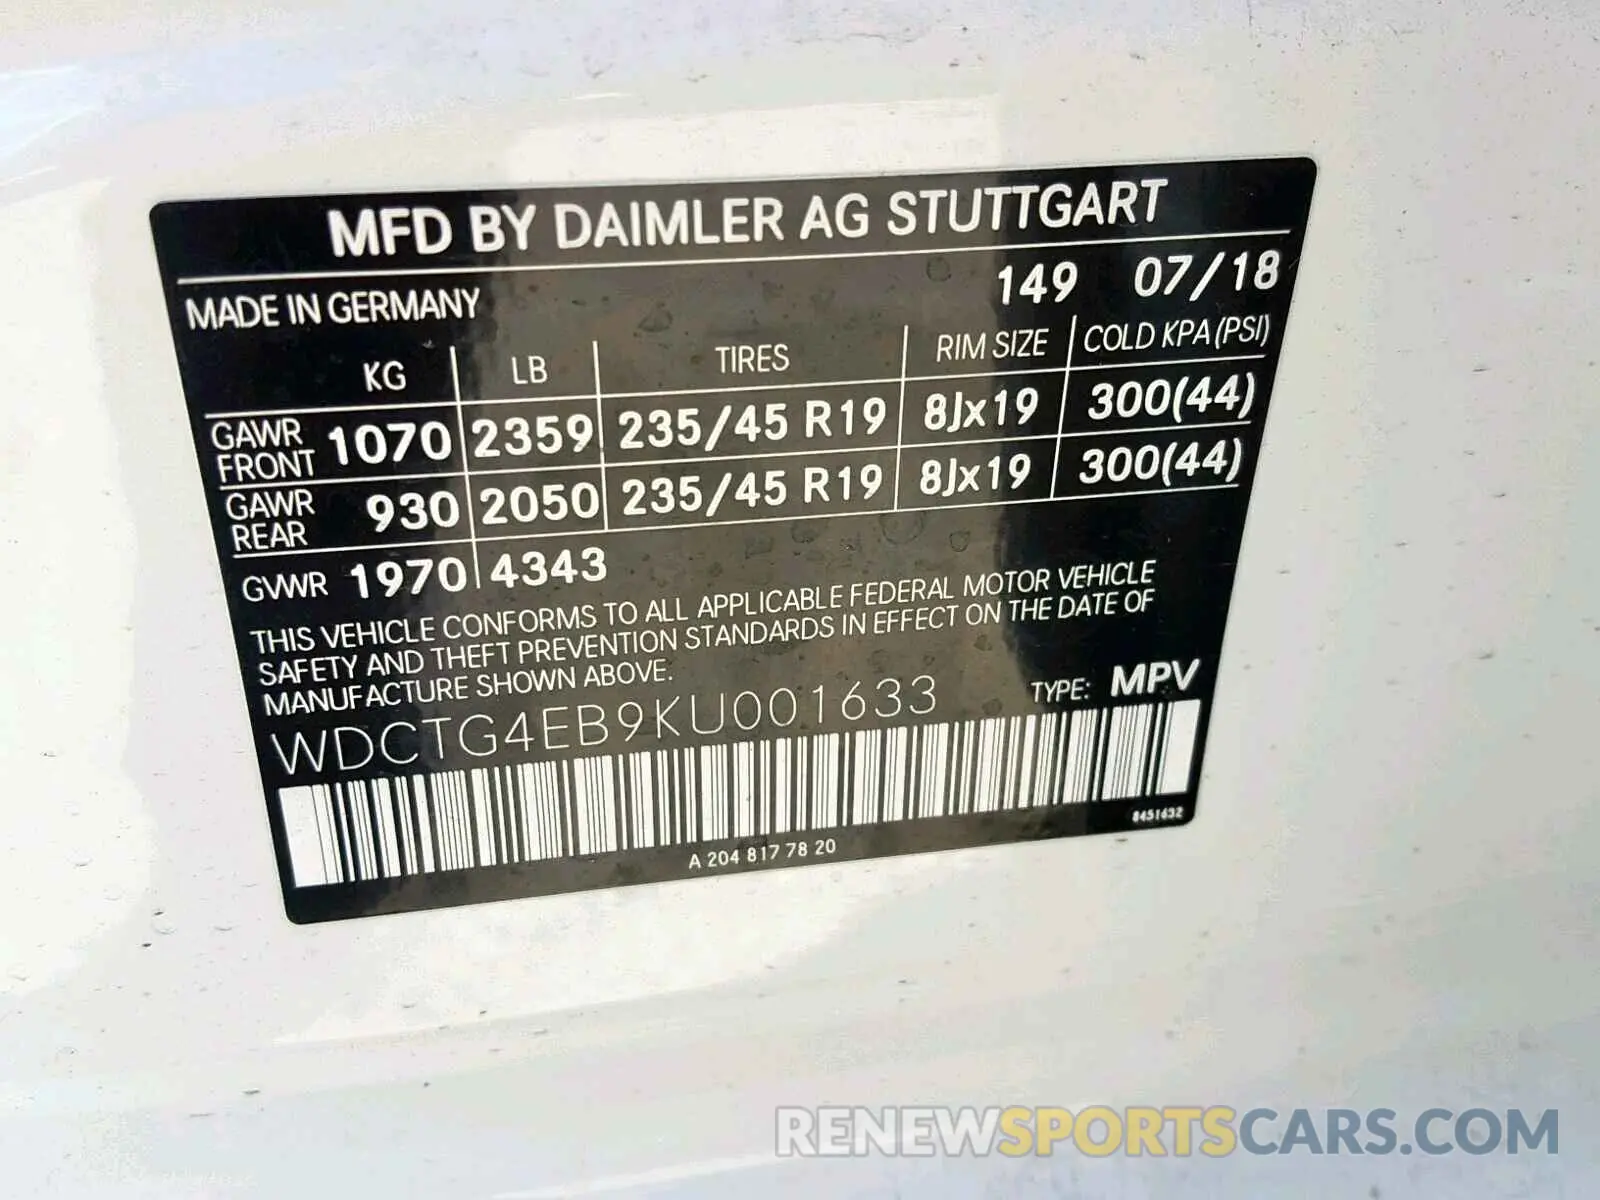 MFD BY DAIMLER AG STUTTGART
MADE IN GERMANY 149 07/18
KG LB TIRES RIM SIZE COLD KPA (PSI)
GAWR FRONT 1070 2359 235/45 R19 8Jx19 300(44)
GAWR REAR 930 2050 235/45 R19 8Jx19 300(44)
GVWR 1970 4343
THIS VEHICLE CONFORMS TO ALL APPLICABLE FEDERAL MOTOR VEHICLE
SAFETY AND THEFT PREVENTION STANDARDS IN EFFECT ON THE DATE OF
MANUFACTURE SHOWN ABOVE.
WDCTG4EB9KU001633 TYPE: MPV
A 204 817 78 20 8451632
RENEWSPORTSCARS.COM